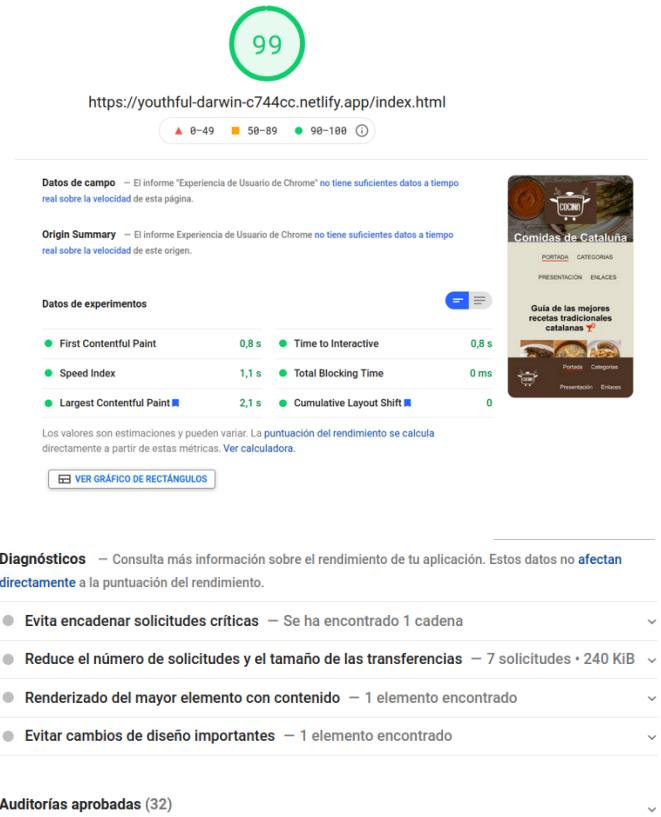 99
https://youthful-darwin-c744cc.netlify.app/index.html
0–49 50–89 90–100
Datos de campo — El informe "Experiencia de Usuario de Chrome" no tiene suficientes datos a tiempo
real sobre la velocidad de esta página.
Origin Summary — El informe Experiencia de Usuario de Chrome no tiene suficientes datos a tiempo
real sobre la velocidad de este origen.
COCINA
Comidas de Cataluña
PORTADA CATEGORIAS
PRESENTACIÓN ENLACES
Guía de las mejores
recetas tradicionales
catalanas
Portada Categorias
Presentación Enlaces
Datos de experimentos
First Contentful Paint 0,8 s Time to Interactive 0,8 s
Speed Index 1,1 s Total Blocking Time 0 ms
Largest Contentful Paint 2,1 s Cumulative Layout Shift 0
Los valores son estimaciones y pueden variar. La puntuación del rendimiento se calcula
directamente a partir de estas métricas. Ver calculadora.
VER GRÁFICO DE RECTÁNGULOS
Diagnósticos — Consulta más información sobre el rendimiento de tu aplicación. Estos datos no afectan
directamente a la puntuación del rendimiento.
Evita encadenar solicitudes críticas — Se ha encontrado 1 cadena
Reduce el número de solicitudes y el tamaño de las transferencias — 7 solicitudes • 240 KiB
Renderizado del mayor elemento con contenido — 1 elemento encontrado
Evitar cambios de diseño importantes — 1 elemento encontrado
Auditorías aprobadas (32)